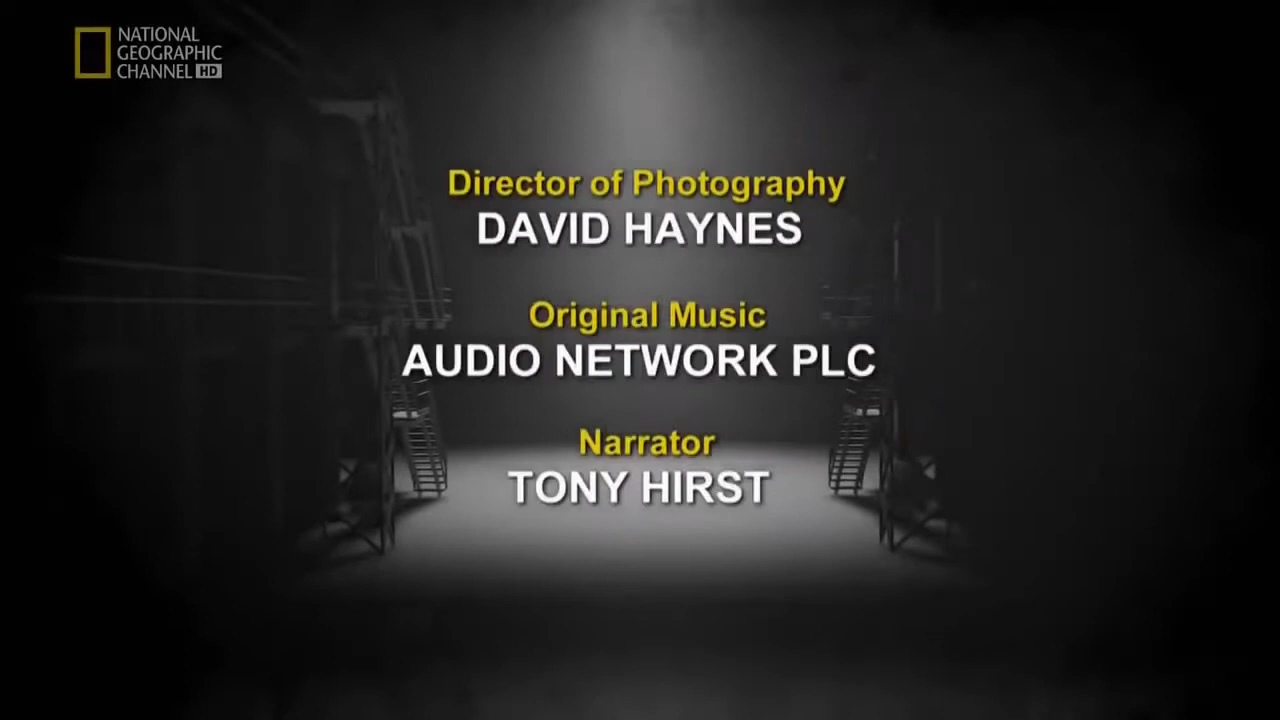 NATIONAL
GEOGRAPHIC
CHANNEL HD
Director of Photography
DAVID HAYNES
Original Music
AUDIO NETWORK PLC
Narrator
TONY HIRST